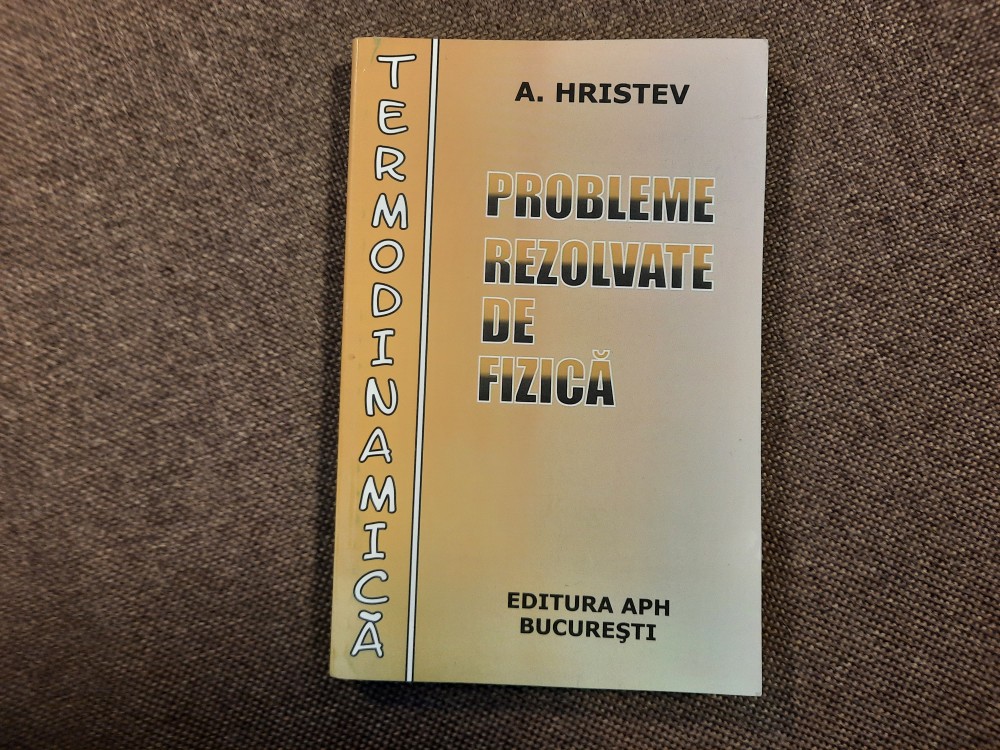 TERMODINAMICĂ
A. HRISTEV
PROBLEME
REZOLVATE
DE
FIZICĂ
EDITURA APH
BUCUREŞTI